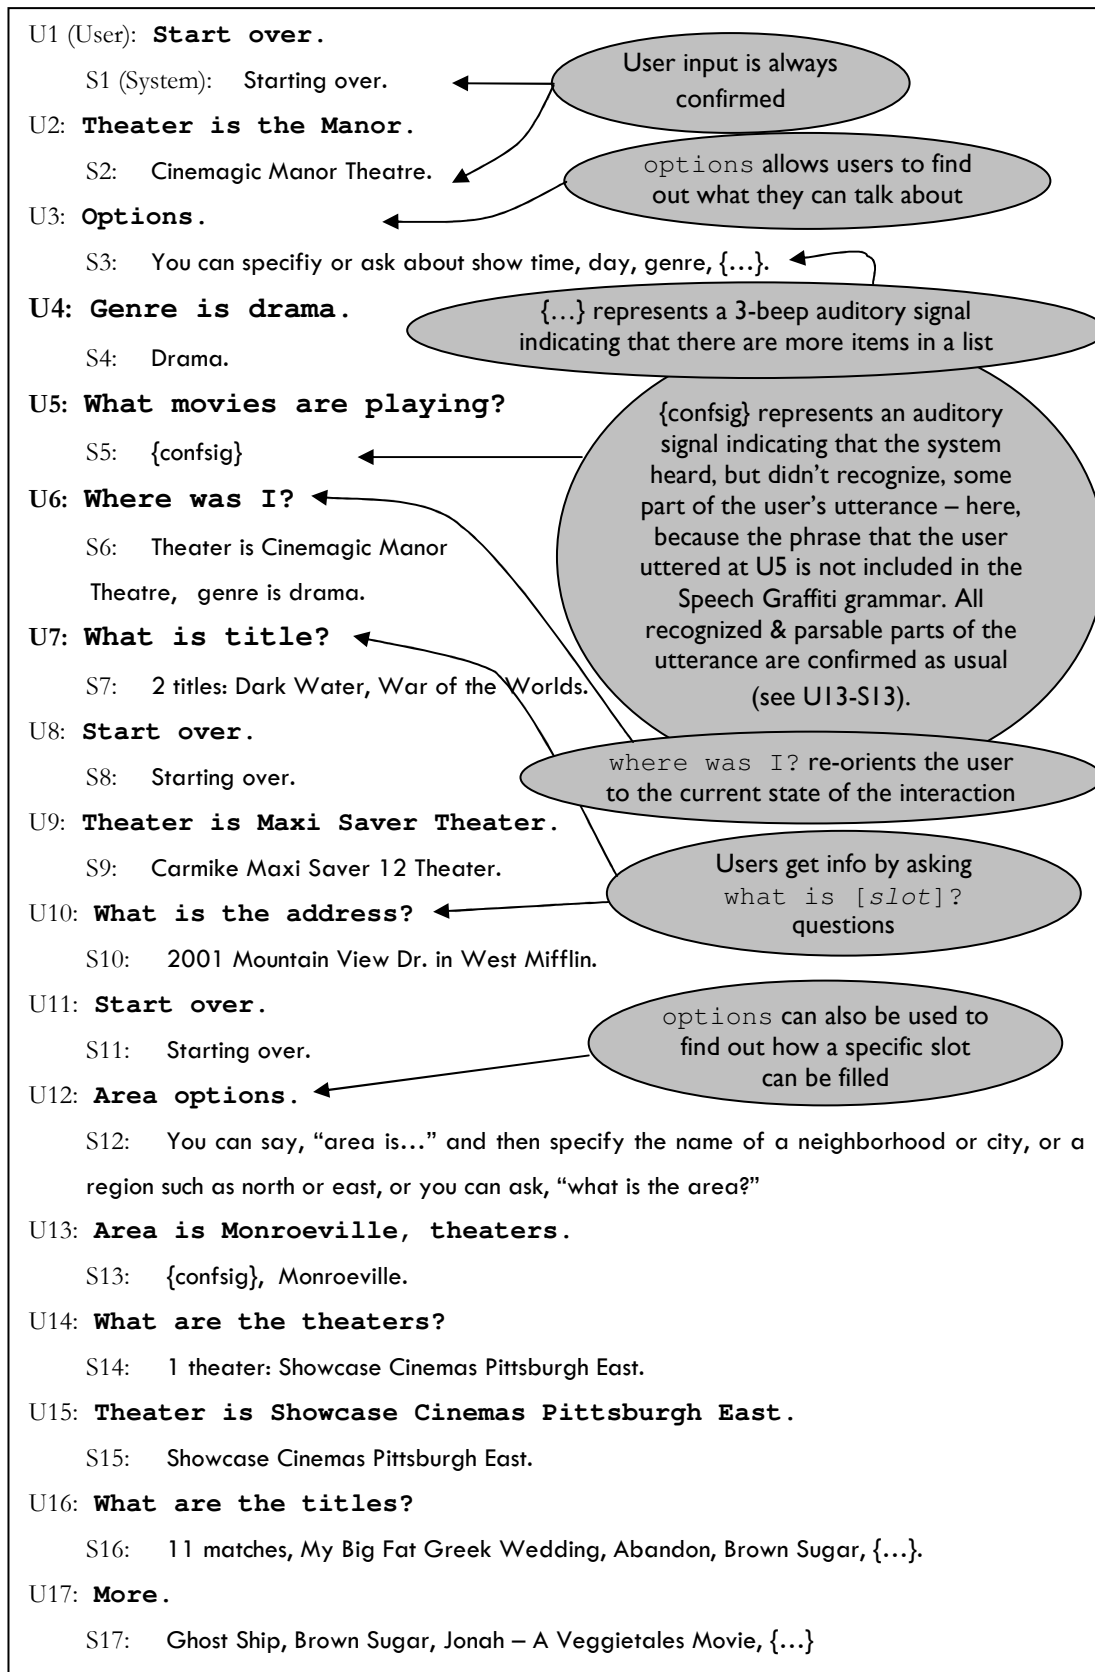 U1 (User): Start over.
S1 (System): Starting over.
User input is always
confirmed
U2: Theater is the Manor.
S2: Cinemagic Manor Theatre.
options allows users to find
out what they can talk about
U3: Options.
S3: You can specifiy or ask about show time, day, genre, {…}.
U4: Genre is drama.
{…} represents a 3-beep auditory signal
indicating that there are more items in a list
S4: Drama.
U5: What movies are playing?
S5: {confsig}
{confsig} represents an auditory
signal indicating that the system
heard, but didn't recognize, some
part of the user's utterance – here,
because the phrase that the user
uttered at U5 is not included in the
Speech Graffiti grammar. All
recognized & parsable parts of the
utterance are confirmed as usual
(see U13-S13).
U6: Where was I?
S6: Theater is Cinemagic Manor
Theatre, genre is drama.
U7: What is title?
S7: 2 titles: Dark Water, War of the Worlds.
U8: Start over.
S8: Starting over.
where was I? re-orients the user
to the current state of the interaction
U9: Theater is Maxi Saver Theater.
S9: Carmike Maxi Saver 12 Theater.
Users get info by asking
what is [slot]?
questions
U10: What is the address?
S10: 2001 Mountain View Dr. in West Mifflin.
U11: Start over.
S11: Starting over.
options can also be used to
find out how a specific slot
can be filled
U12: Area options.
S12: You can say, “area is…” and then specify the name of a neighborhood or city, or a
region such as north or east, or you can ask, “what is the area?”
U13: Area is Monroeville, theaters.
S13: {confsig}, Monroeville.
U14: What are the theaters?
S14: 1 theater: Showcase Cinemas Pittsburgh East.
U15: Theater is Showcase Cinemas Pittsburgh East.
S15: Showcase Cinemas Pittsburgh East.
U16: What are the titles?
S16: 11 matches, My Big Fat Greek Wedding, Abandon, Brown Sugar, {…}.
U17: More.
S17: Ghost Ship, Brown Sugar, Jonah – A Veggietales Movie, {…}